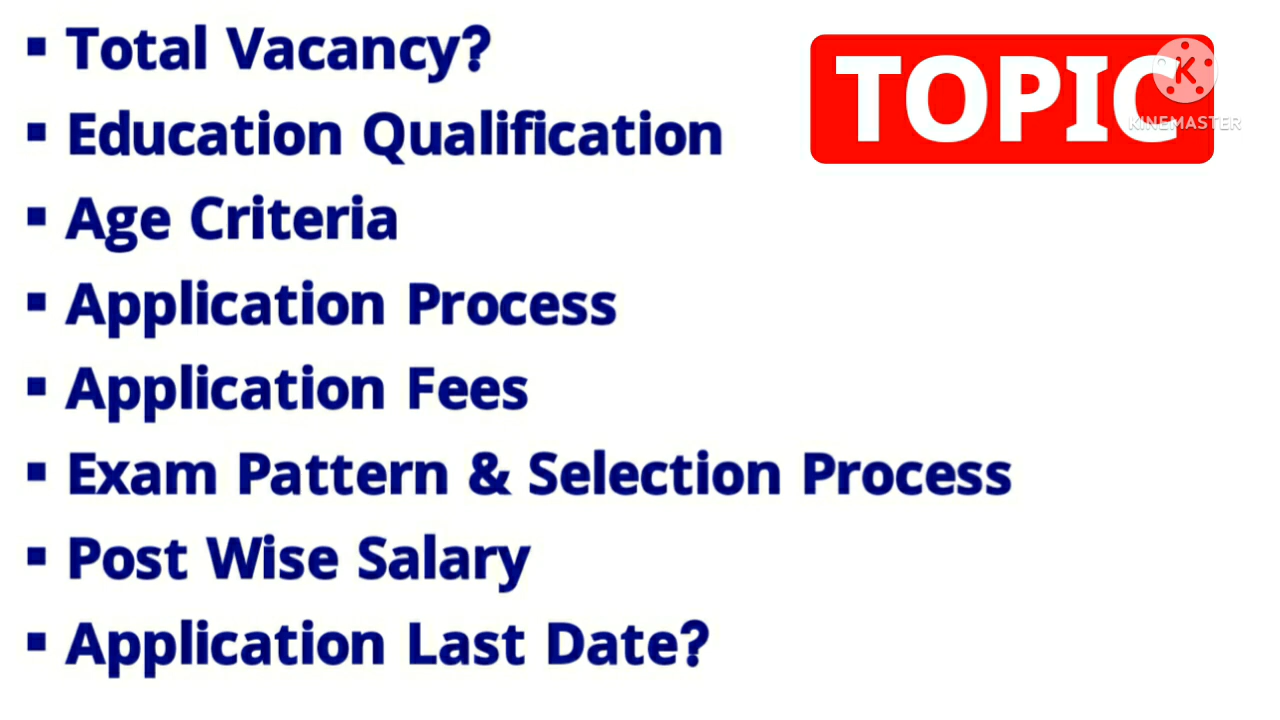 ▪ Total Vacancy?
▪ Education Qualification
▪ Age Criteria
▪ Application Process
▪ Application Fees
▪ Exam Pattern & Selection Process
▪ Post Wise Salary
▪ Application Last Date?
TOPIC
K
KINEMASTER